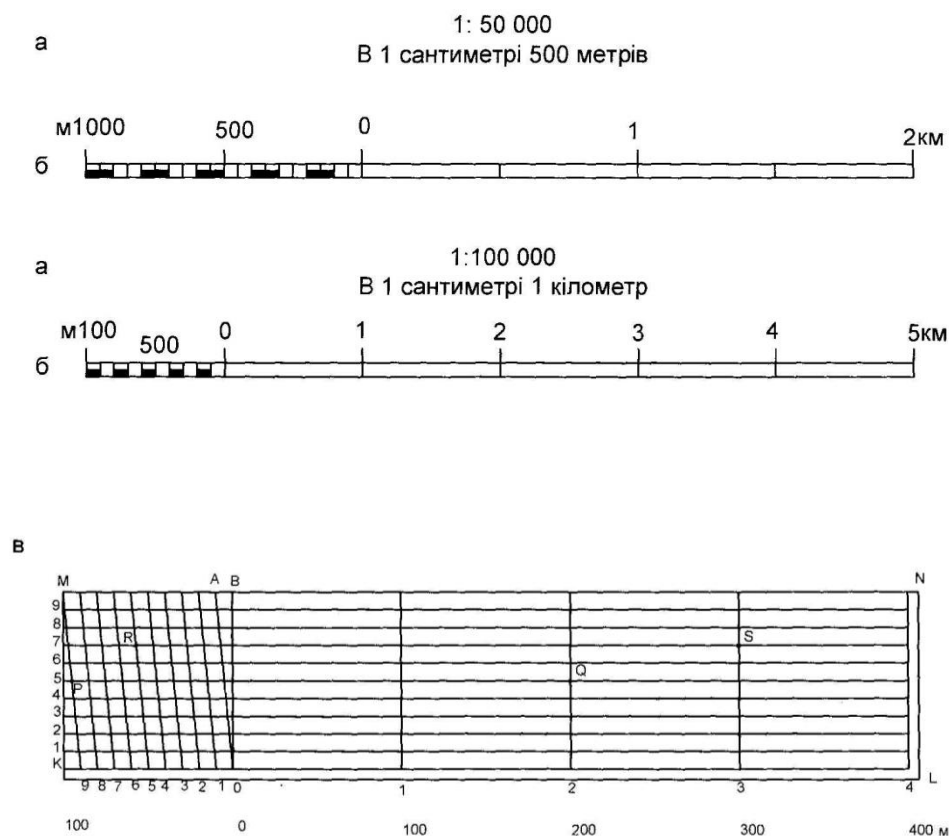 1: 50 000
а
В 1 сантиметрі 500 метрів
м1000 500 0 1 2км
б
1:100 000
а
В 1 сантиметрі 1 кілометр
м100 500 0 1 2 3 4 5км
б
в
M A B N
9
8
7 R S
6 Q
5 P
4
3
2
1
K L
9 8 7 6 5 4 3 2 1 0 1 2 3 4
100 0 100 200 300 400 м